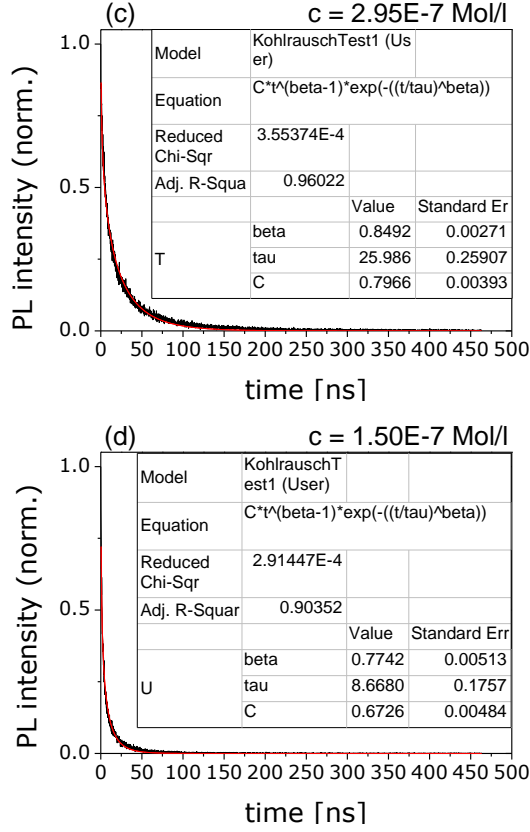 (c) c = 2.95E-7 Mol/l
PL intensity (norm.)
1.0
0.5
0.0
Model KohlrauschTest1 (Us
er)
Equation C*t^(beta-1)*exp(-((t/tau)^beta))
Reduced
Chi-Sqr 3.55374E-4
Adj. R-Squa 0.96022
Value Standard Er
T beta 0.8492 0.00271
tau 25.986 0.25907
C 0.7966 0.00393
0 50 100 150 200 250 300 350 400 450 500
time [ns]
(d) c = 1.50E-7 Mol/l
PL intensity (norm.)
1.0
0.5
0.0
Model KohlrauschT
est1 (User)
Equation C*t^(beta-1)*exp(-((t/tau)^beta))
Reduced
Chi-Sqr 2.91447E-4
Adj. R-Squar 0.90352
Value Standard Err
U beta 0.7742 0.00513
tau 8.6680 0.1757
C 0.6726 0.00484
0 50 100 150 200 250 300 350 400 450 500
time [ns]